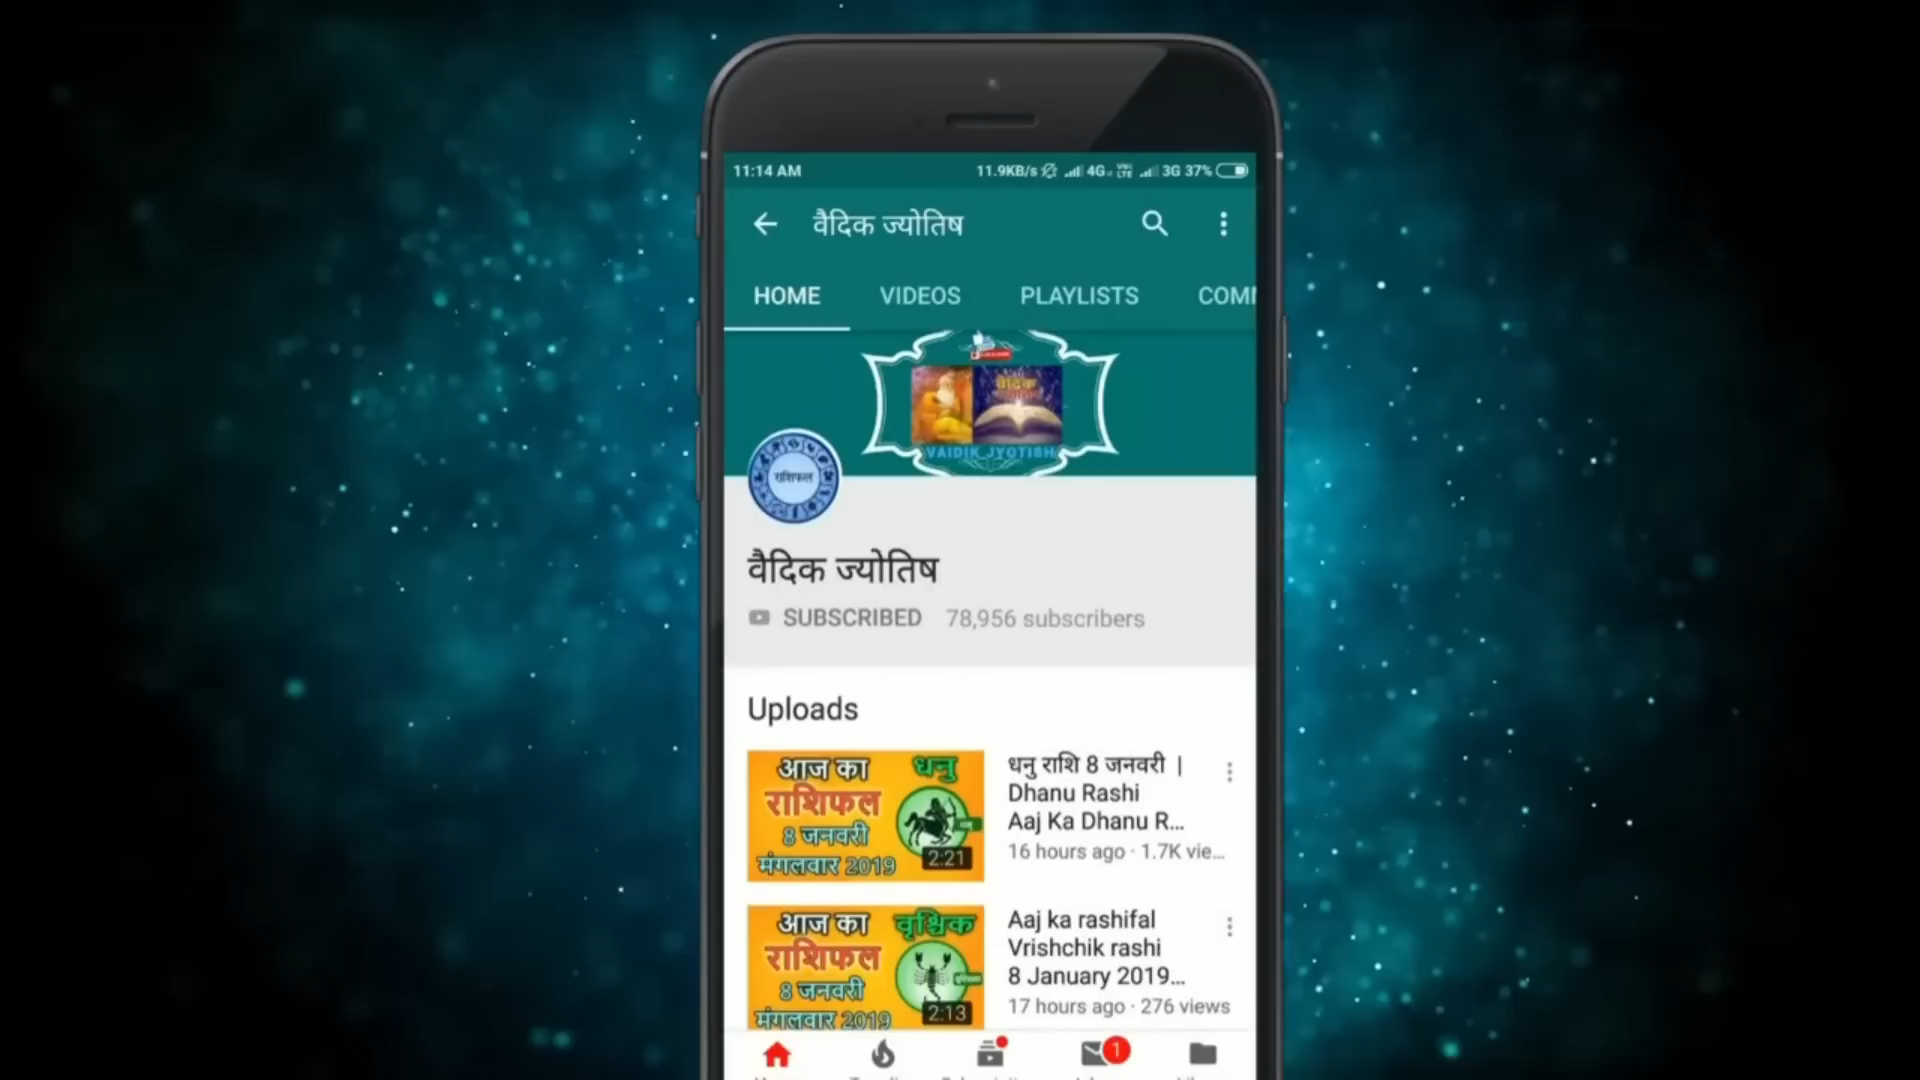 11:14 AM
11.9KB/s 4G VoLTE 3G 37%
वैदिक ज्योतिष
HOME VIDEOS PLAYLISTS COM
वैदिक
VAIDIK JYOTISH
राशिफल
वैदिक ज्योतिष
SUBSCRIBED 78,956 subscribers
Uploads
आज का धनु
राशिफल
8 जनवरी
मंगलवार 2019
2:21
धनु राशि 8 जनवरी |
Dhanu Rashi
Aaj Ka Dhanu R...
16 hours ago · 1.7K vie...
आज का वृश्चिक
राशिफल
8 जनवरी
मंगलवार 2019
2:13
Aaj ka rashifal
Vrishchik rashi
8 January 2019...
17 hours ago · 276 views
1